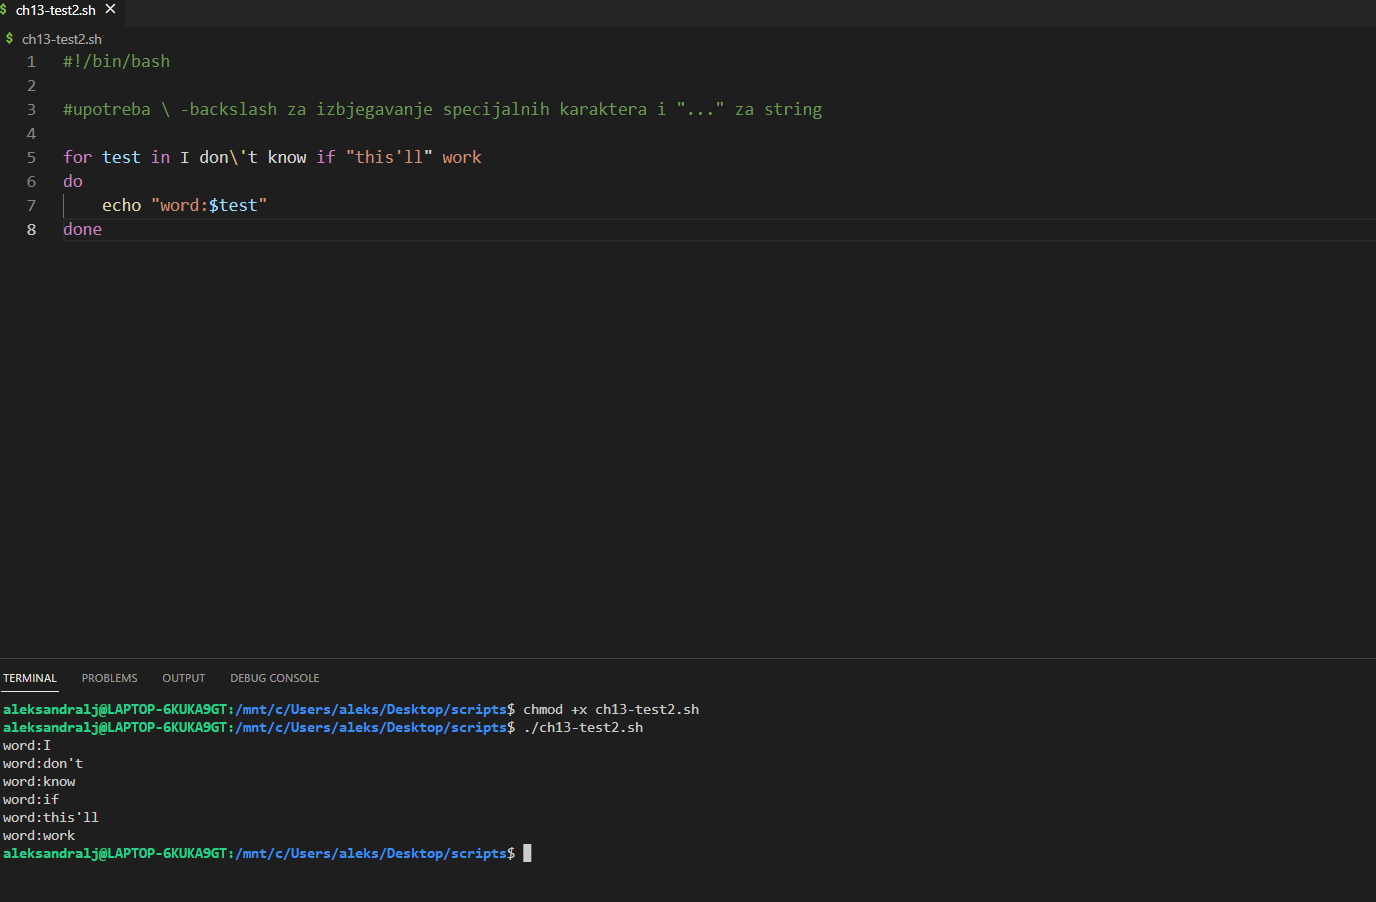 $ ch13-test2.sh ×
$ ch13-test2.sh
1 #!/bin/bash
2
3 #upotreba \ -backslash za izbjegavanje specijalnih karaktera i "..." za string
4
5 for test in I don\'t know if "this'll" work
6 do
7 echo "word:$test"
8 done
TERMINAL PROBLEMS OUTPUT DEBUG CONSOLE
aleksandralj@LAPTOP-6KUKA9GT:/mnt/c/Users/aleks/Desktop/scripts$ chmod +x ch13-test2.sh
aleksandralj@LAPTOP-6KUKA9GT:/mnt/c/Users/aleks/Desktop/scripts$ ./ch13-test2.sh
word:I
word:don't
word:know
word:if
word:this'll
word:work
aleksandralj@LAPTOP-6KUKA9GT:/mnt/c/Users/aleks/Desktop/scripts$